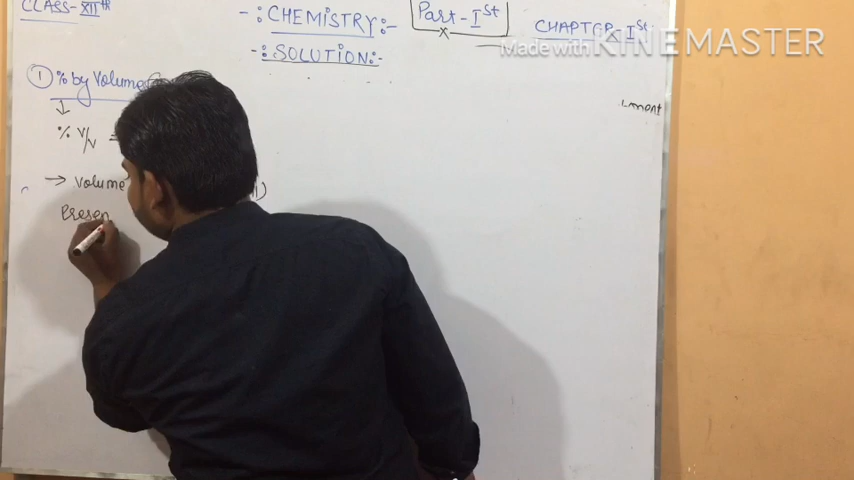 CLASS-XIIth
-:CHEMISTRY:-
Part-Ist
CHAPTER-Ist
Made with KINEMASTER
-:SOLUTION:-
① % by Volume
% V/V =
→ Volume
Presen